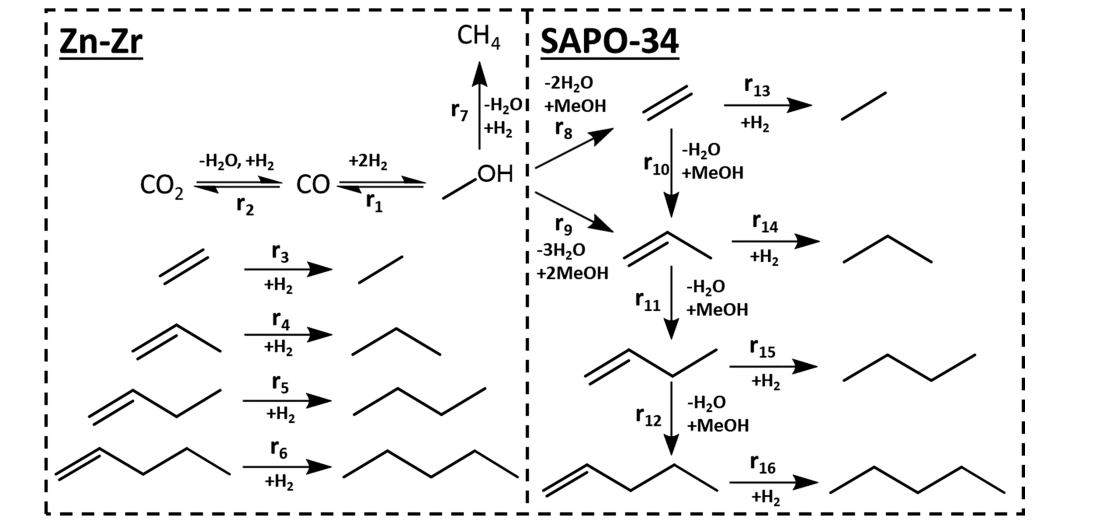 Zn-Zr
CH4
r7
-H2O
+H2
-H2O, +H2
CO2
r2
CO
+2H2
r1
OH
r3
+H2
r4
+H2
r5
+H2
r6
+H2
SAPO-34
-2H2O
+MeOH
r8
r9
-3H2O
+2MeOH
r13
+H2
r10
-H2O
+MeOH
r14
+H2
r11
-H2O
+MeOH
r15
+H2
r12
-H2O
+MeOH
r16
+H2